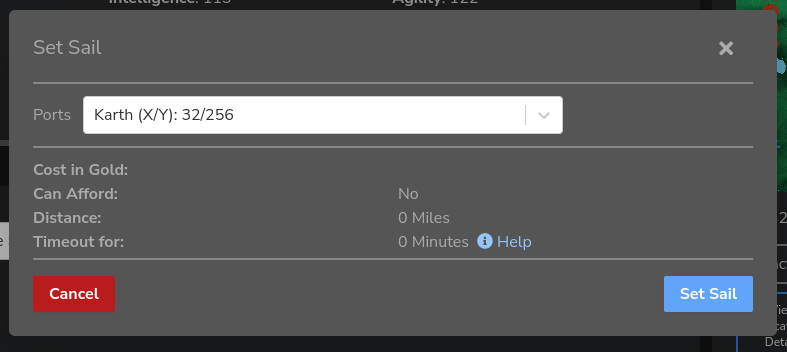 Intelligence: 113 Agility: 122
Set Sail
Ports Karth (X/Y): 32/256
Cost in Gold:
Can Afford: No
Distance: 0 Miles
Timeout for: 0 Minutes Help
Cancel Set Sail